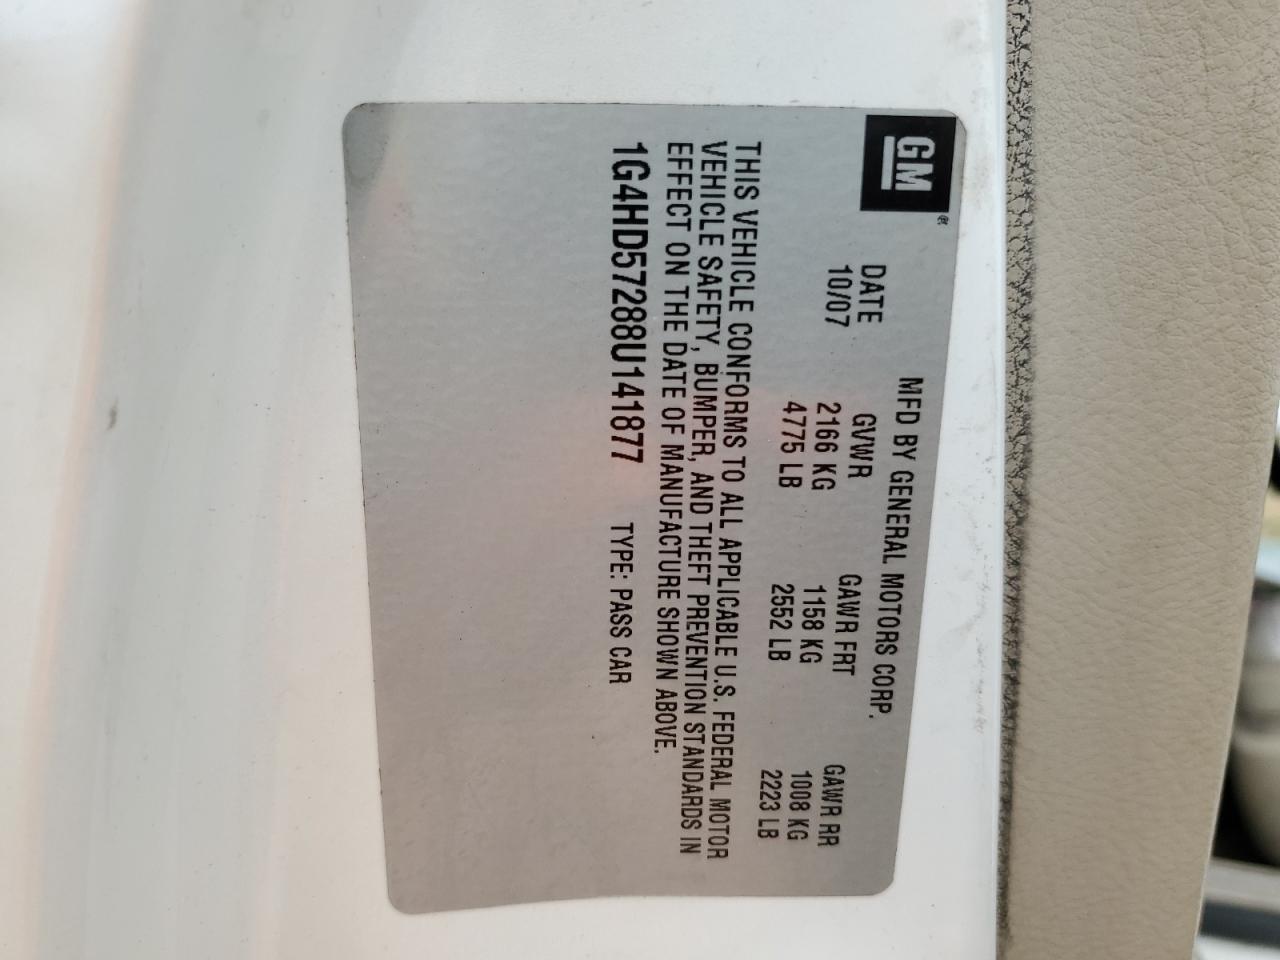 GM®
MFD BY GENERAL MOTORS CORP.
DATE GVWR GAWR FRT GAWR RR
10/07 2166 KG 1158 KG 1008 KG
4775 LB 2552 LB 2223 LB
THIS VEHICLE CONFORMS TO ALL APPLICABLE U.S. FEDERAL MOTOR
VEHICLE SAFETY, BUMPER, AND THEFT PREVENTION STANDARDS IN
EFFECT ON THE DATE OF MANUFACTURE SHOWN ABOVE.
1G4HD57288U141877 TYPE: PASS CAR